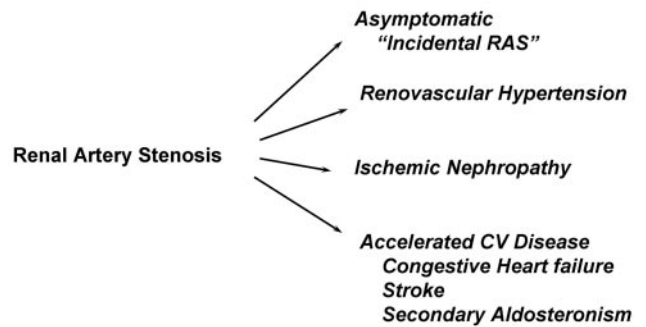 Asymptomatic
“Incidental RAS”
Renovascular Hypertension
Renal Artery Stenosis
Ischemic Nephropathy
Accelerated CV Disease
Congestive Heart failure
Stroke
Secondary Aldosteronism